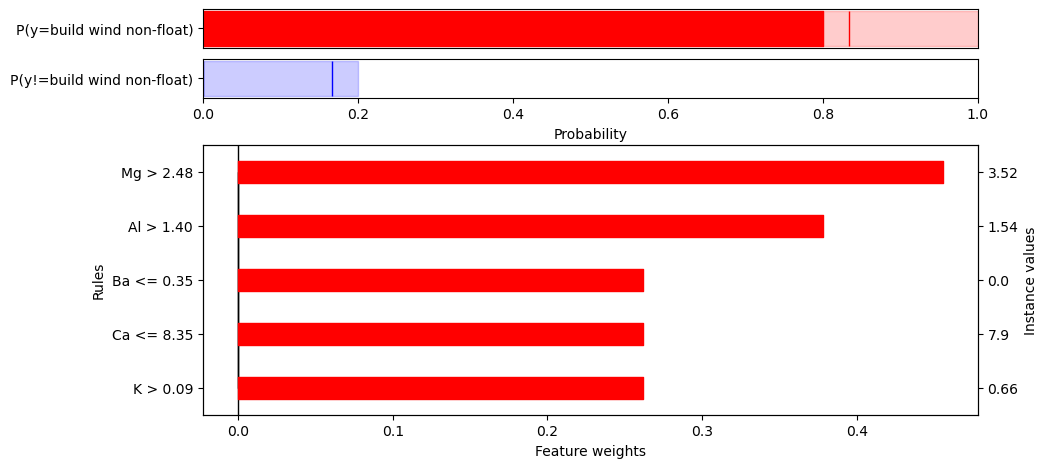 P(y=build wind non-float)
P(y!=build wind non-float)
0.0 0.2 0.4 0.6 0.8 1.0
Probability
Rules
Mg > 2.48 3.52
Al > 1.40 1.54
Ba <= 0.35 0.0
Ca <= 8.35 7.9
K > 0.09 0.66
Instance values
0.0 0.1 0.2 0.3 0.4
Feature weights